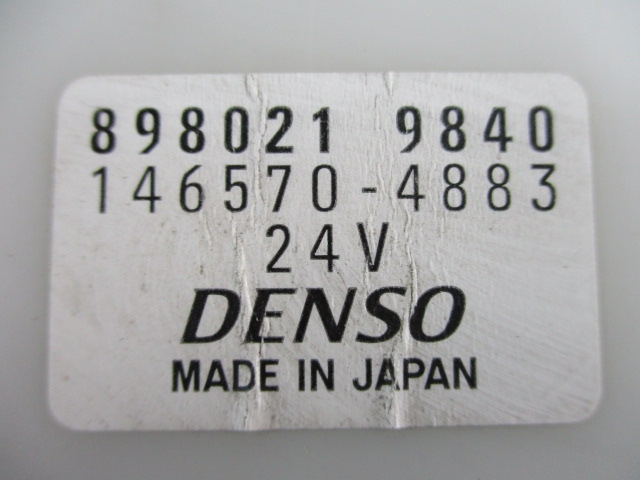 898021 9840
146570-4883
24V
DENSO
MADE IN JAPAN